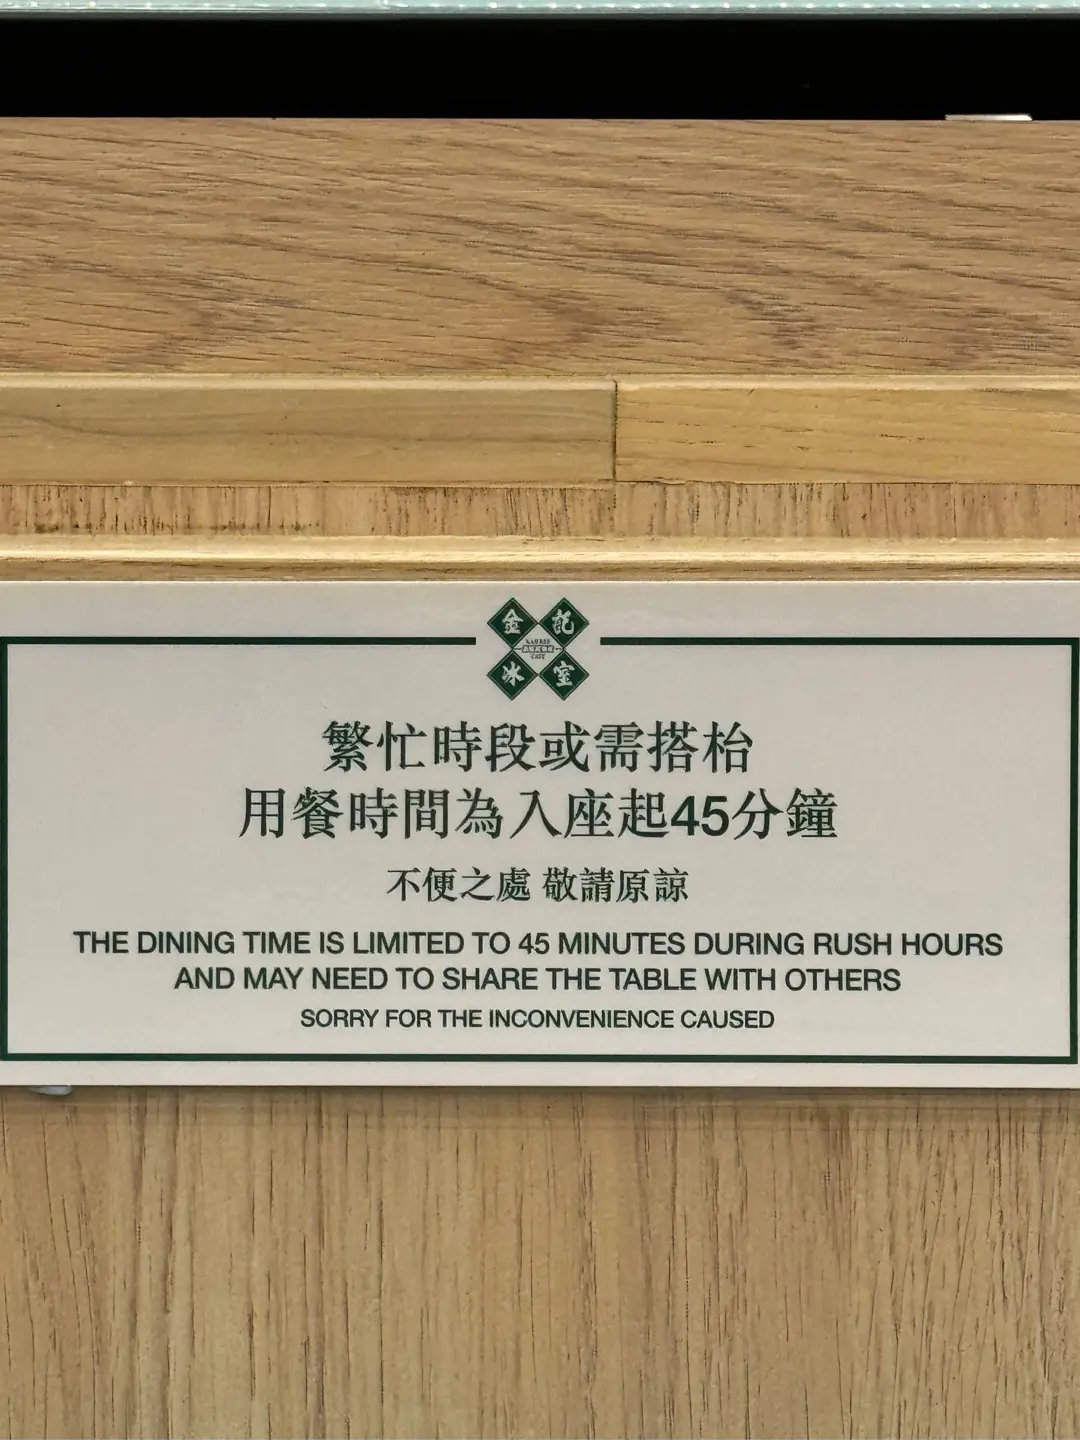 金記
冰室
繁忙時段或需搭枱
用餐時間為入座起45分鐘
不便之處 敬請原諒
THE DINING TIME IS LIMITED TO 45 MINUTES DURING RUSH HOURS
AND MAY NEED TO SHARE THE TABLE WITH OTHERS
SORRY FOR THE INCONVENIENCE CAUSED